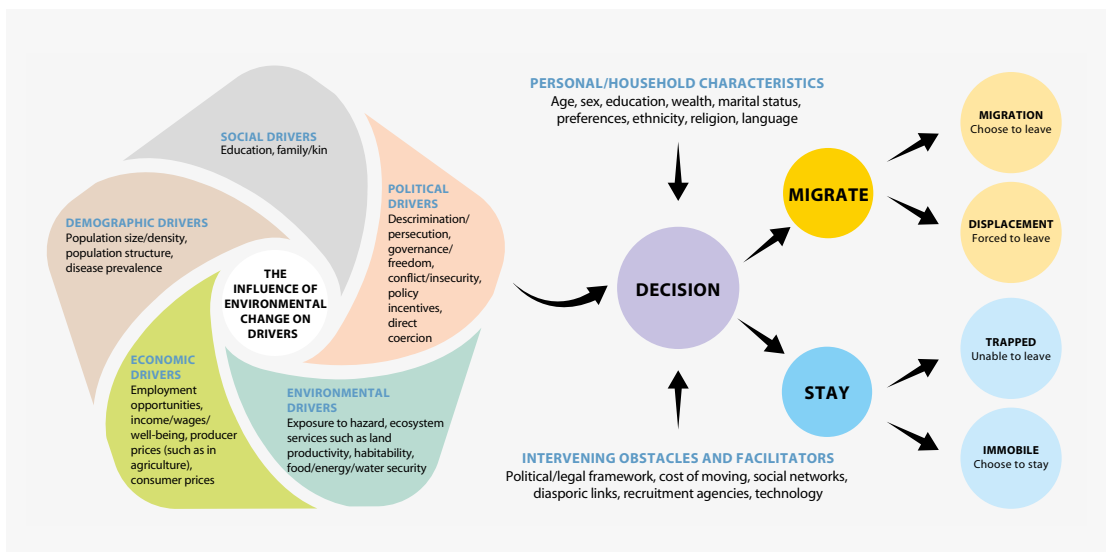 SOCIAL DRIVERS
Education, family/kin
POLITICAL
DRIVERS
Descrimination/
persecution,
governance/
freedom,
conflict/insecurity,
policy
incentives,
direct
coercion
DEMOGRAPHIC DRIVERS
Population size/density,
population structure,
disease prevalence
THE
INFLUENCE OF
ENVIRONMENTAL
CHANGE ON
DRIVERS
ECONOMIC
DRIVERS
Employment
opportunities,
income/wages/
well-being, producer
prices (such as in
agriculture),
consumer prices
ENVIRONMENTAL
DRIVERS
Exposure to hazard, ecosystem
services such as land
productivity, habitability,
food/energy/water security
PERSONAL/HOUSEHOLD CHARACTERISTICS
Age, sex, education, wealth, marital status,
preferences, ethnicity, religion, language
DECISION
INTERVENING OBSTACLES AND FACILITATORS
Political/legal framework, cost of moving, social networks,
diasporic links, recruitment agencies, technology
MIGRATE
STAY
MIGRATION
Choose to leave
DISPLACEMENT
Forced to leave
TRAPPED
Unable to leave
IMMOBILE
Choose to stay